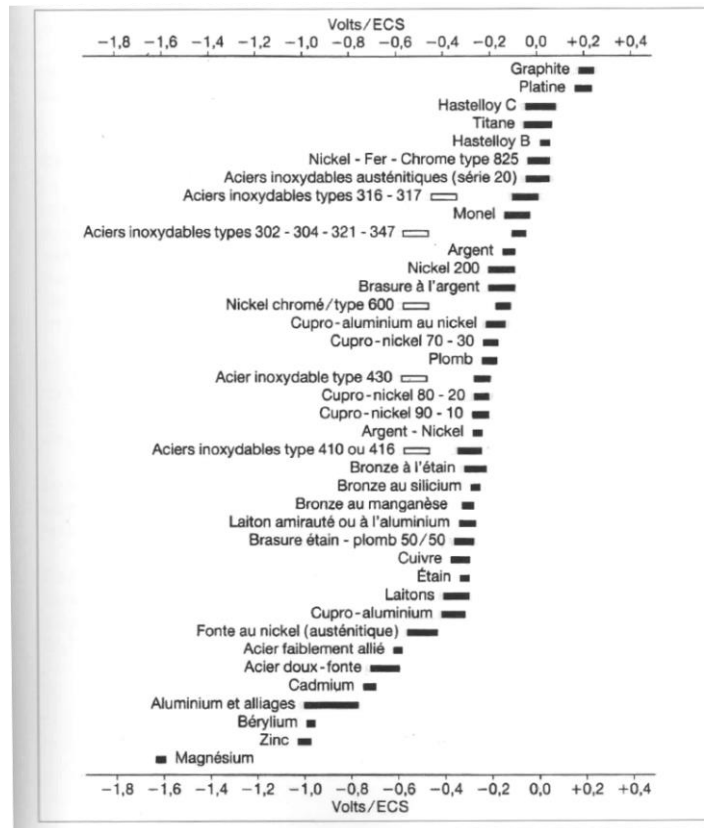 Volts/ECS
−1,8 −1,6 −1,4 −1,2 −1,0 −0,8 −0,6 −0,4 −0,2 0,0 +0,2 +0,4
Graphite
Platine
Hastelloy C
Titane
Hastelloy B
Nickel - Fer - Chrome type 825
Aciers inoxydables austénitiques (série 20)
Aciers inoxydables types 316 - 317
Monel
Aciers inoxydables types 302 - 304 - 321 - 347
Argent
Nickel 200
Brasure à l'argent
Nickel chromé/type 600
Cupro-aluminium au nickel
Cupro-nickel 70 - 30
Plomb
Acier inoxydable type 430
Cupro-nickel 80 - 20
Cupro-nickel 90 - 10
Argent - Nickel
Aciers inoxydables type 410 ou 416
Bronze à l'étain
Bronze au silicium
Bronze au manganèse
Laiton amirauté ou à l'aluminium
Brasure étain - plomb 50/50
Cuivre
Étain
Laitons
Cupro-aluminium
Fonte au nickel (austénitique)
Acier faiblement allié
Acier doux-fonte
Cadmium
Aluminium et alliages
Bérylium
Zinc
Magnésium
−1,8 −1,6 −1,4 −1,2 −1,0 −0,8 −0,6 −0,4 −0,2 0,0 +0,2 +0,4
Volts/ECS